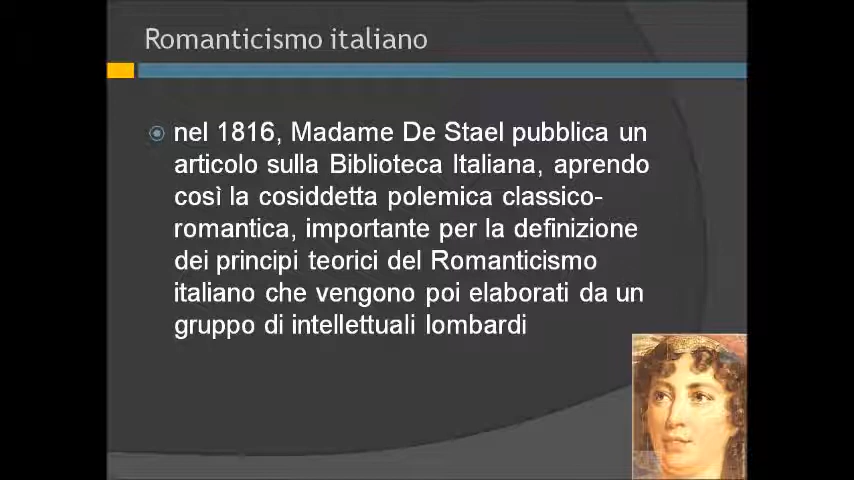 Romanticismo italiano
nel 1816, Madame De Stael pubblica un
articolo sulla Biblioteca Italiana, aprendo
così la cosiddetta polemica classico-
romantica, importante per la definizione
dei principi teorici del Romanticismo
italiano che vengono poi elaborati da un
gruppo di intellettuali lombardi